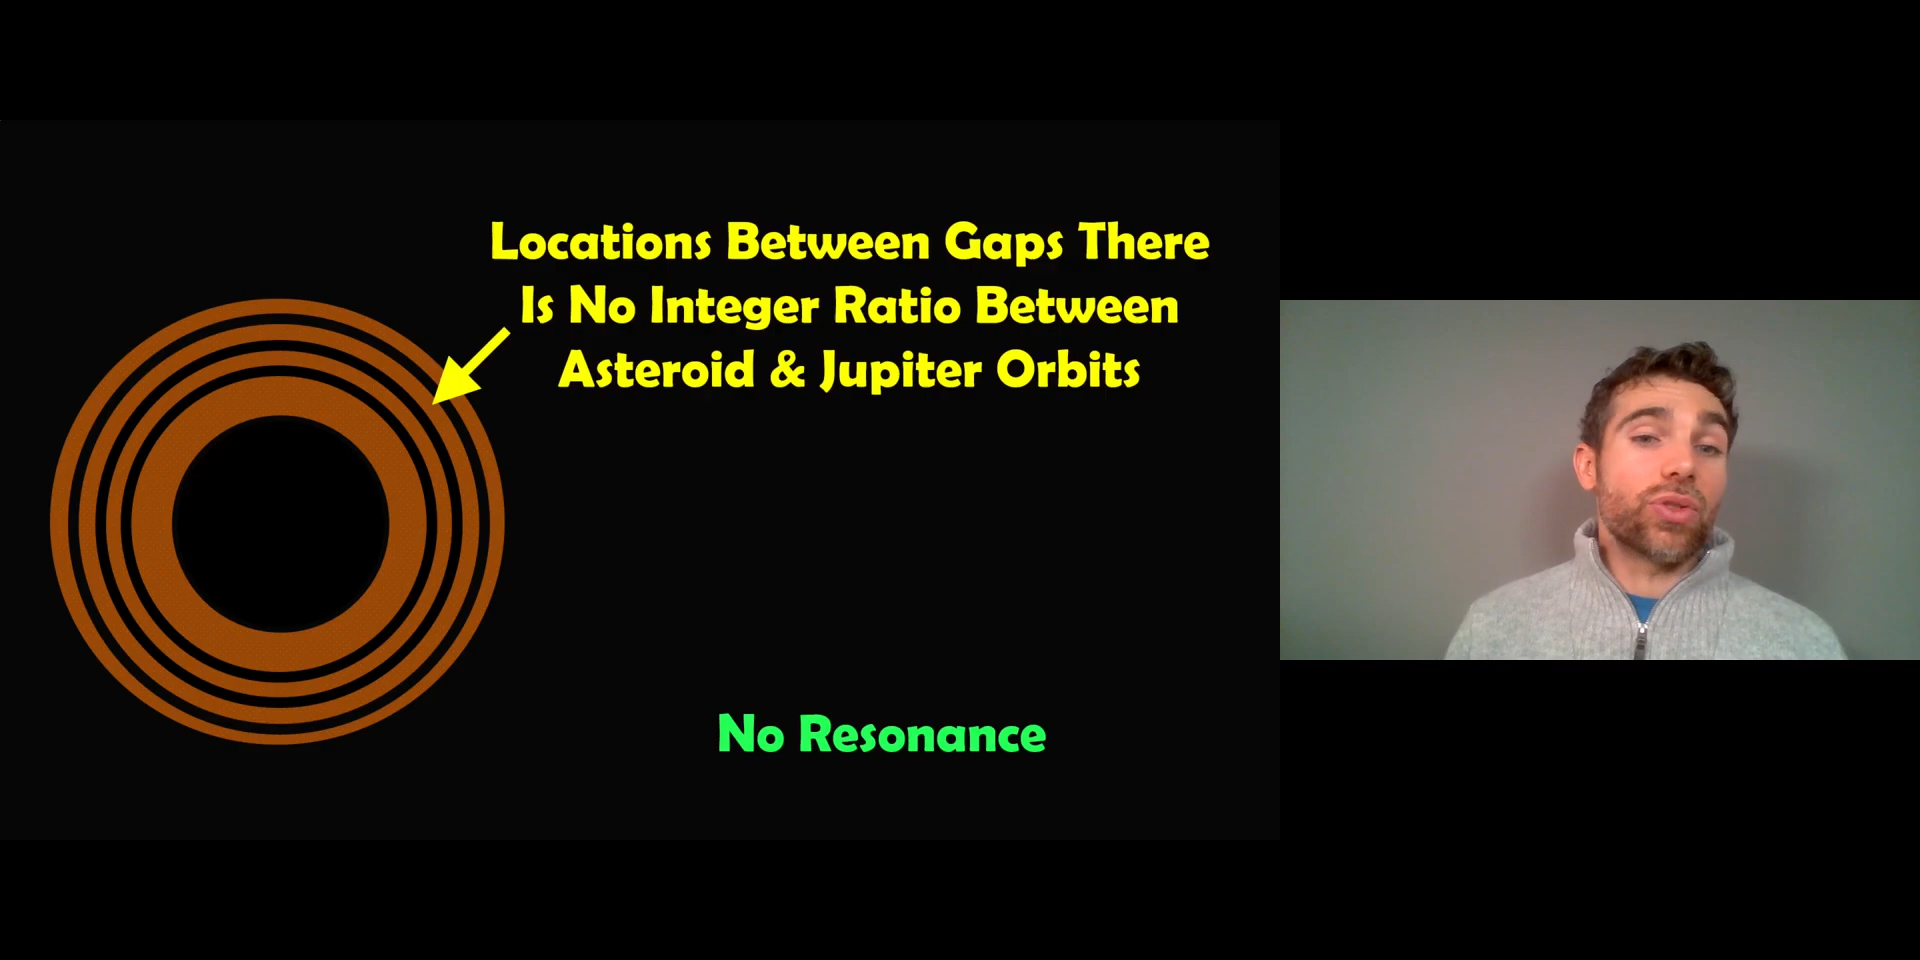 Locations Between Gaps There
Is No Integer Ratio Between
Asteroid & Jupiter Orbits
No Resonance